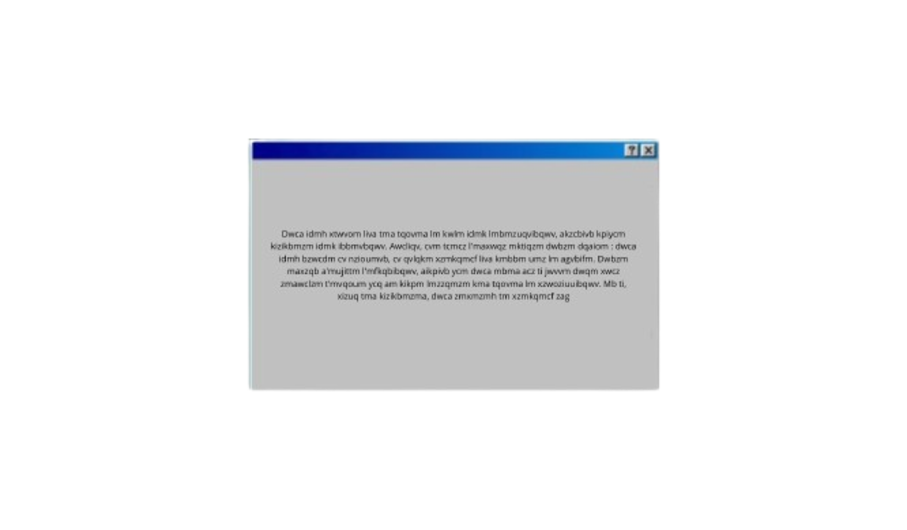 Dwca idmh xtwvom liva tma tqovma lm kwlm idmk lmbmzuqvibqwv, akzcbivb kpiycm
kizikbmzm idmk ibbmvbqwv. Awcliqv, cvm tcmcz l'maxwqz mktiqzm dwbzm dqaiom : dwca
idmh bzwcdm cv nzioumvb, cv qvlqkm xzmkqmcf liva kmbbm umz lm agvbifm. Dwbzm
maxzqb a'mujittm l'mfkqbibqwv, aikpivb ycm dwca mbma acz ti jwvvm dwqm xwcz
zmawclzm t'mvqoum ycq am kikpm lmzzqmzm kma tqovma lm xzwoziuuibqwv. Mb ti,
xizuq tma kizikbmzma, dwca zmxmzmh tm xzmkqmcf zag